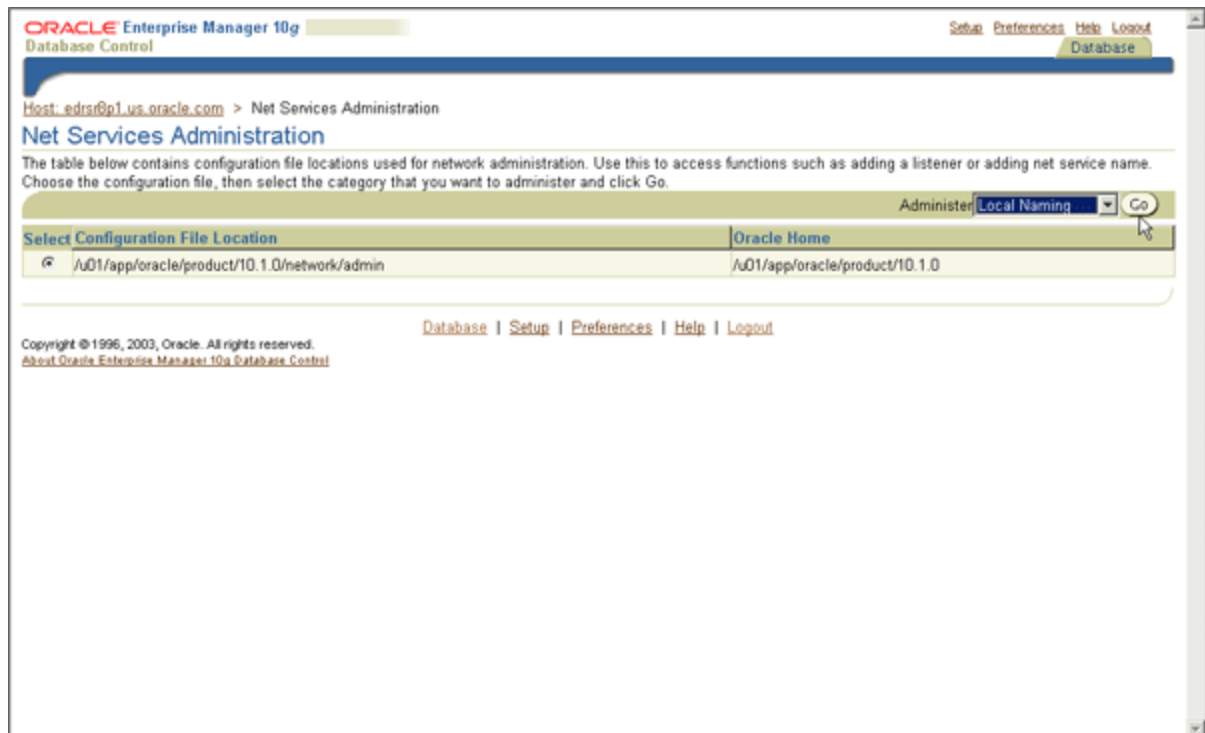 ORACLE Enterprise Manager 10g
Database Control
Setup Preferences Help Logout
Database
Host: edrsr8p1.us.oracle.com > Net Services Administration
Net Services Administration
The table below contains configuration file locations used for network administration. Use this to access functions such as adding a listener or adding net service name.
Choose the configuration file, then select the category that you want to administer and click Go.
Administer Local Naming ... Go
Select Configuration File Location Oracle Home
/u01/app/oracle/product/10.1.0/network/admin /u01/app/oracle/product/10.1.0
Database | Setup | Preferences | Help | Logout
Copyright © 1996, 2003, Oracle. All rights reserved.
About Oracle Enterprise Manager 10g Database Control